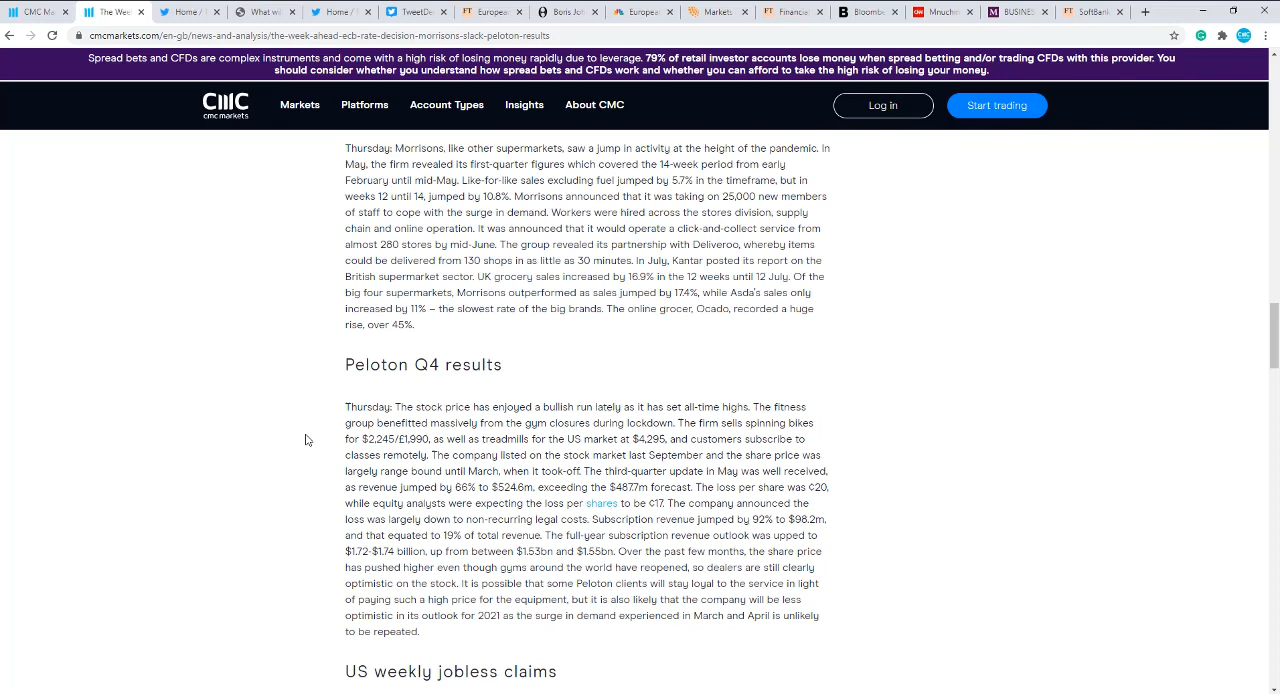 CMC Ma
The Wee
Home /
What wi
Home /
TweetDe
European
Boris Jo
European
Markets
Financia
Bloombe
Mnuchin
BUSINES
SoftBank
cmcmarkets.com/en-gb/news-and-analysis/the-week-ahead-ecb-rate-decision-morrisons-slack-peloton-results
Spread bets and CFDs are complex instruments and come with a high risk of losing money rapidly due to leverage. 79% of retail investor accounts lose money when spread betting and/or trading CFDs with this provider. You
should consider whether you understand how spread bets and CFDs work and whether you can afford to take the high risk of losing your money.
CMC
cmc markets
Markets
Platforms
Account Types
Insights
About CMC
Log in
Start trading
Thursday: Morrisons, like other supermarkets, saw a jump in activity at the height of the pandemic. In
May, the firm revealed its first-quarter figures which covered the 14-week period from early
February until mid-May. Like-for-like sales excluding fuel jumped by 5.7% in the timeframe, but in
weeks 12 until 14, jumped by 10.8%. Morrisons announced that it was taking on 25,000 new members
of staff to cope with the surge in demand. Workers were hired across the stores division, supply
chain and online operation. It was announced that it would operate a click-and-collect service from
almost 280 stores by mid-June. The group revealed its partnership with Deliveroo, whereby items
could be delivered from 130 shops in as little as 30 minutes. In July, Kantar posted its report on the
British supermarket sector. UK grocery sales increased by 16.9% in the 12 weeks until 12 July. Of the
big four supermarkets, Morrisons outperformed as sales jumped by 17.4%, while Asda's sales only
increased by 11% – the slowest rate of the big brands. The online grocer, Ocado, recorded a huge
rise, over 45%.
Peloton Q4 results
Thursday: The stock price has enjoyed a bullish run lately as it has set all-time highs. The fitness
group benefitted massively from the gym closures during lockdown. The firm sells spinning bikes
for $2,245/£1,990, as well as treadmills for the US market at $4,295, and customers subscribe to
classes remotely. The company listed on the stock market last September and the share price was
largely range bound until March, when it took-off. The third-quarter update in May was well received,
as revenue jumped by 66% to $524.6m, exceeding the $487.7m forecast. The loss per share was ¢20,
while equity analysts were expecting the loss per shares to be ¢17. The company announced the
loss was largely down to non-recurring legal costs. Subscription revenue jumped by 92% to $98.2m,
and that equated to 19% of total revenue. The full-year subscription revenue outlook was upped to
$1.72-$1.74 billion, up from between $1.53bn and $1.55bn. Over the past few months, the share price
has pushed higher even though gyms around the world have reopened, so dealers are still clearly
optimistic on the stock. It is possible that some Peloton clients will stay loyal to the service in light
of paying such a high price for the equipment, but it is also likely that the company will be less
optimistic in its outlook for 2021 as the surge in demand experienced in March and April is unlikely
to be repeated.
US weekly jobless claims